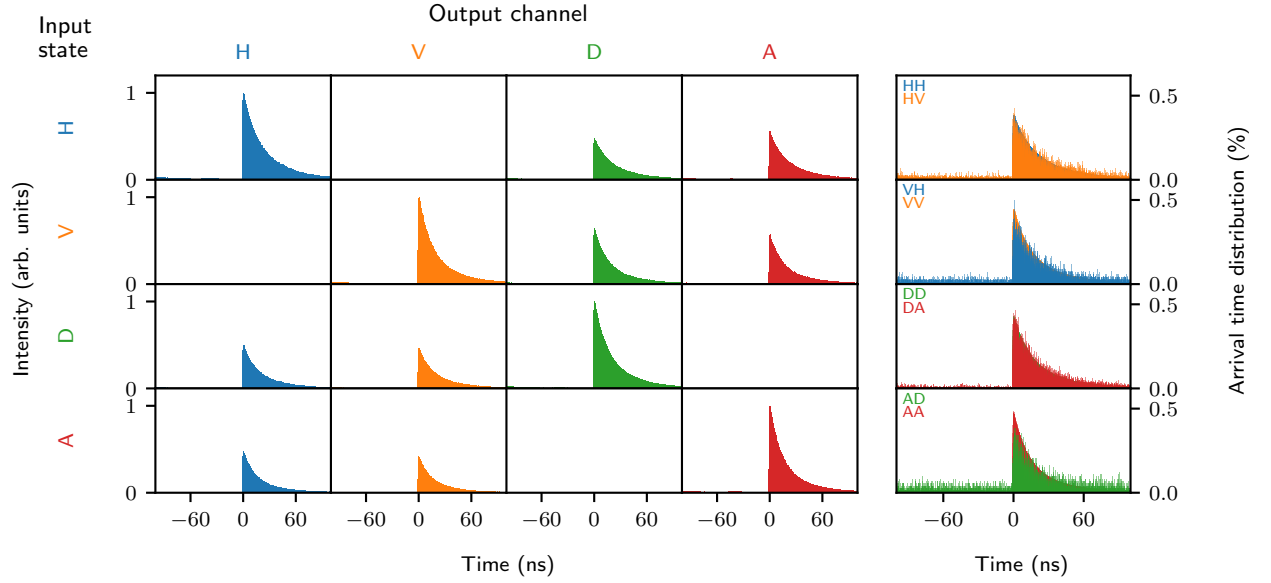 Output channel
Input
state
H V D A
H
1
0
HH
HV
0.5
0.0
V
1
0
VH
VV
0.5
0.0
D
1
0
DD
DA
0.5
0.0
A
1
0
AD
AA
0.5
0.0
Intensity (arb. units)
Arrival time distribution (%)
−60 0 60 −60 0 60 −60 0 60 −60 0 60 −60 0 60
Time (ns) Time (ns)